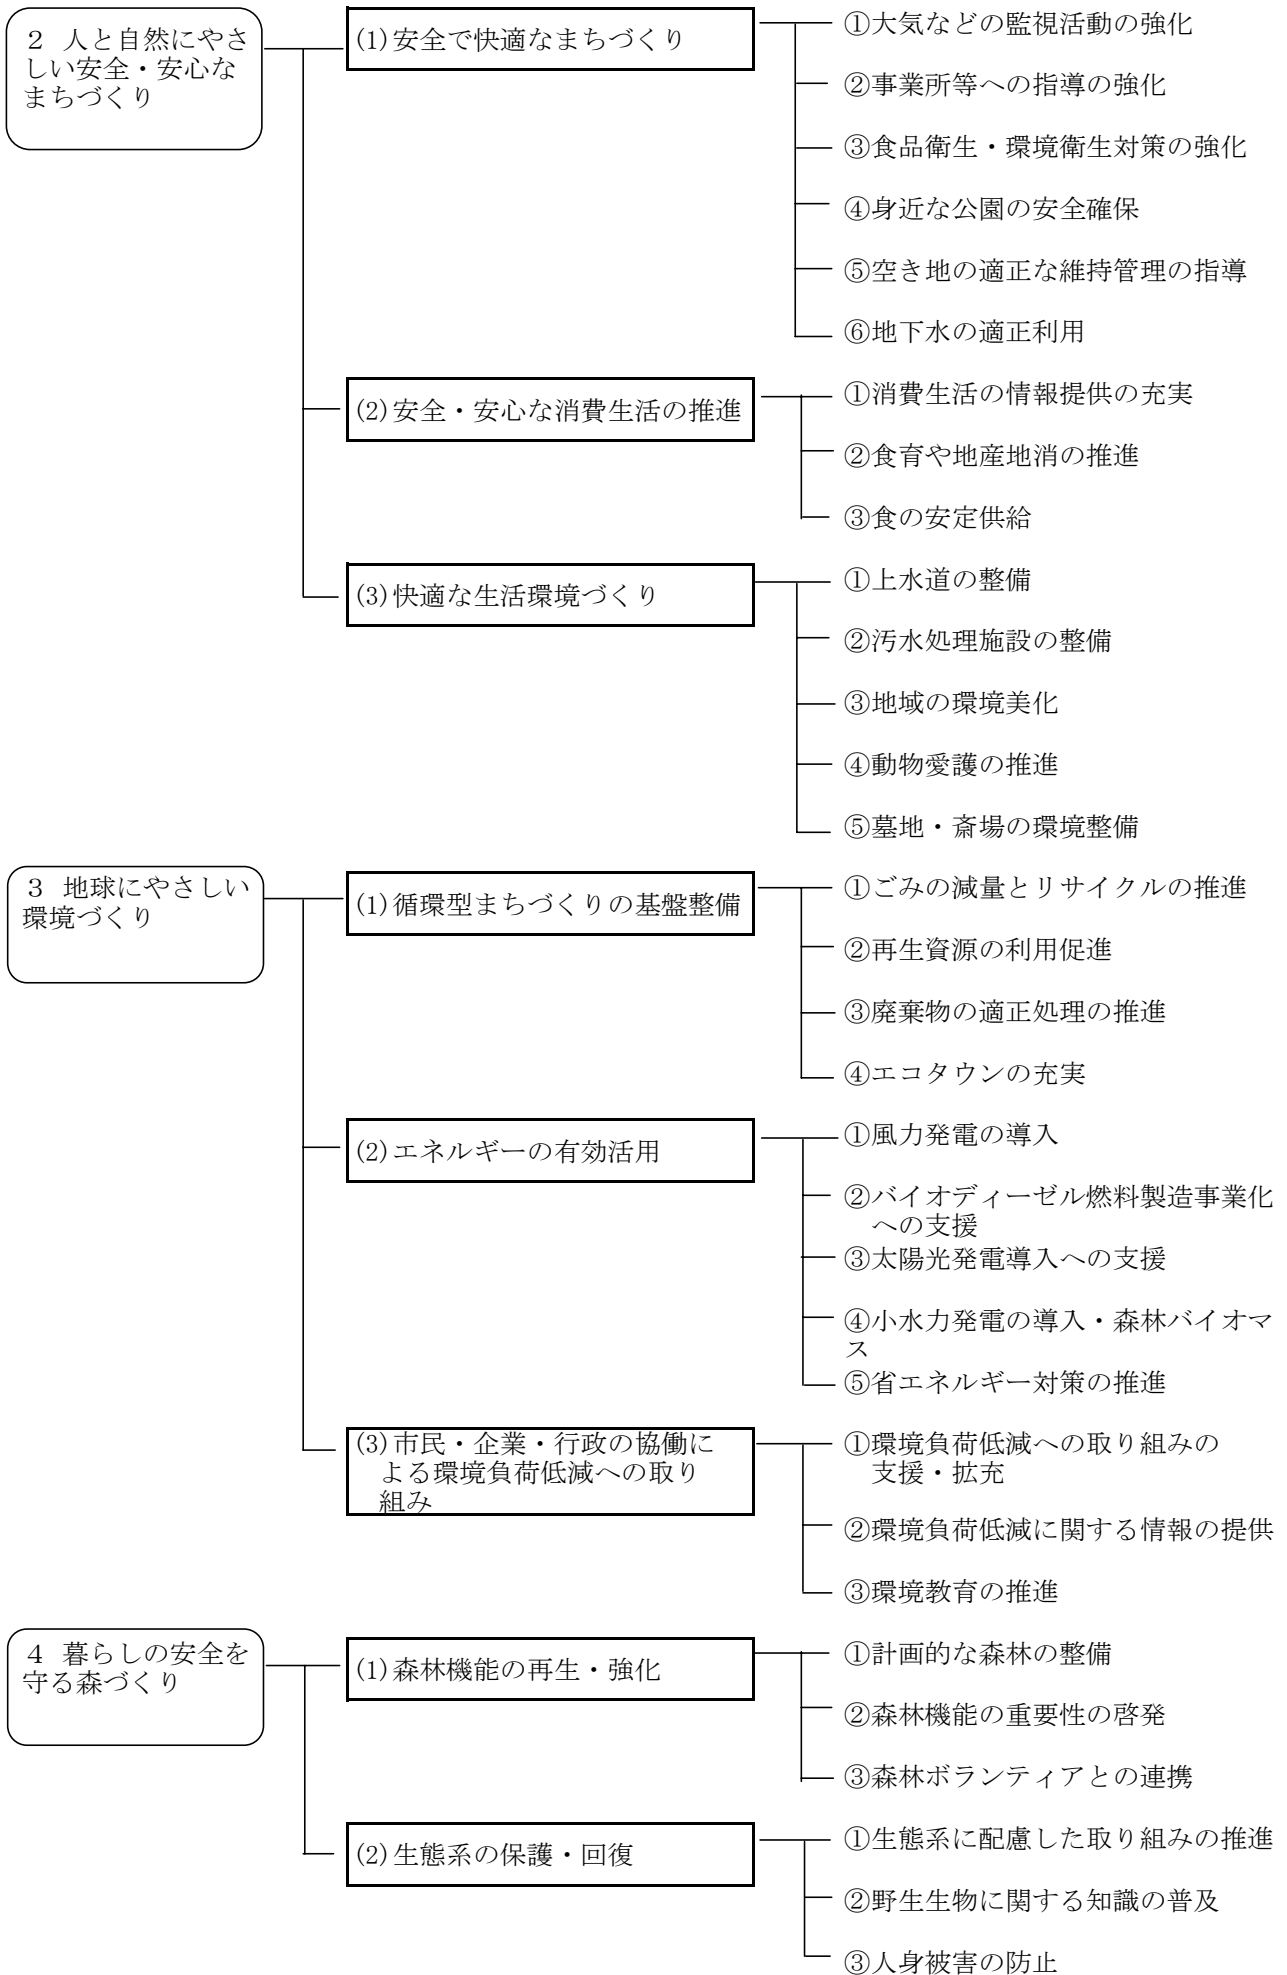 ２ 人と自然にやさ
しい安全・安心な
まちづくり
(1)安全で快適なまちづくり
①大気などの監視活動の強化
②事業所等への指導の強化
③食品衛生・環境衛生対策の強化
④身近な公園の安全確保
⑤空き地の適正な維持管理の指導
⑥地下水の適正利用
(2)安全・安心な消費生活の推進
①消費生活の情報提供の充実
②食育や地産地消の推進
③食の安定供給
(3)快適な生活環境づくり
①上水道の整備
②汚水処理施設の整備
③地域の環境美化
④動物愛護の推進
⑤墓地・斎場の環境整備
３ 地球にやさしい
環境づくり
(1)循環型まちづくりの基盤整備
①ごみの減量とリサイクルの推進
②再生資源の利用促進
③廃棄物の適正処理の推進
④エコタウンの充実
(2)エネルギーの有効活用
①風力発電の導入
②バイオディーゼル燃料製造事業化
への支援
③太陽光発電導入への支援
④小水力発電の導入・森林バイオマ
ス
⑤省エネルギー対策の推進
(3)市民・企業・行政の協働に
よる環境負荷低減への取り
組み
①環境負荷低減への取り組みの
支援・拡充
②環境負荷低減に関する情報の提供
③環境教育の推進
４ 暮らしの安全を
守る森づくり
(1)森林機能の再生・強化
①計画的な森林の整備
②森林機能の重要性の啓発
③森林ボランティアとの連携
(2)生態系の保護・回復
①生態系に配慮した取り組みの推進
②野生生物に関する知識の普及
③人身被害の防止